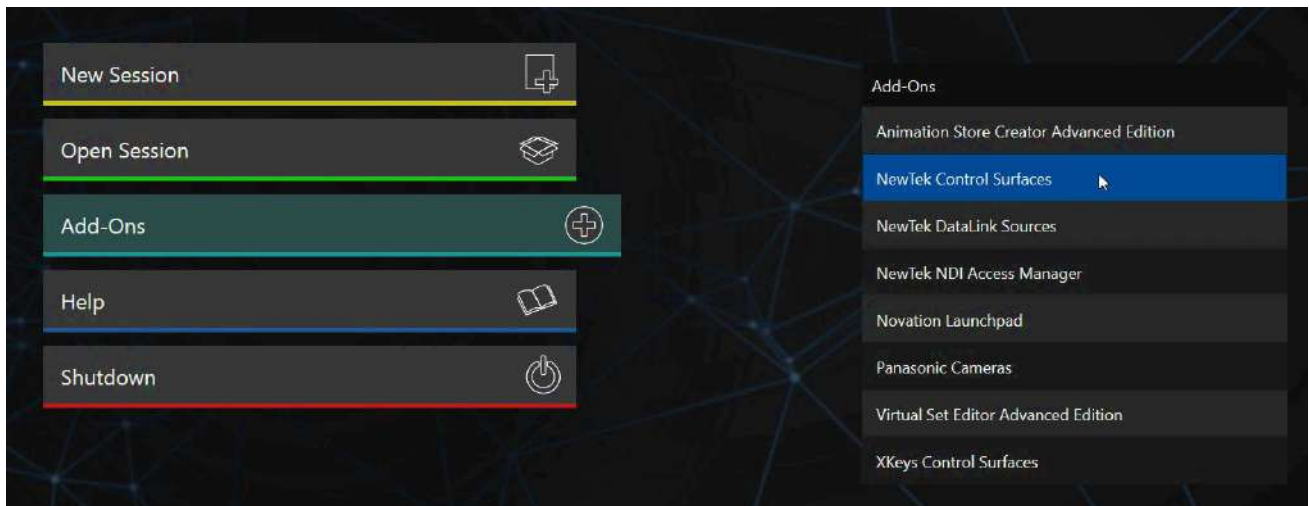 New Session
Open Session
Add-Ons
Help
Shutdown
Add-Ons
Animation Store Creator Advanced Edition
NewTek Control Surfaces
NewTek DataLink Sources
NewTek NDI Access Manager
Novation Launchpad
Panasonic Cameras
Virtual Set Editor Advanced Edition
XKeys Control Surfaces